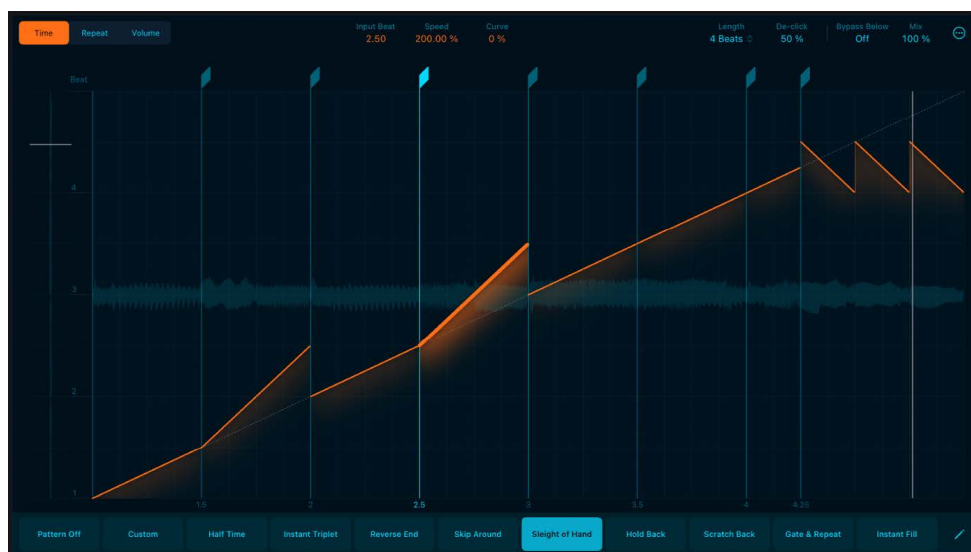 Time Repeat Volume
Input Beat Speed Curve
2.50 200.00 % 0 %
Length De-click Bypass Below Mix
4 Beats 50 % Off 100 %
Beat
4
3
2
1
1.5 2 2.5 3 3.5 4 4.25
Pattern Off Custom Half Time Instant Triplet Reverse End Skip Around Sleight of Hand Hold Back Scratch Back Gate & Repeat Instant Fill